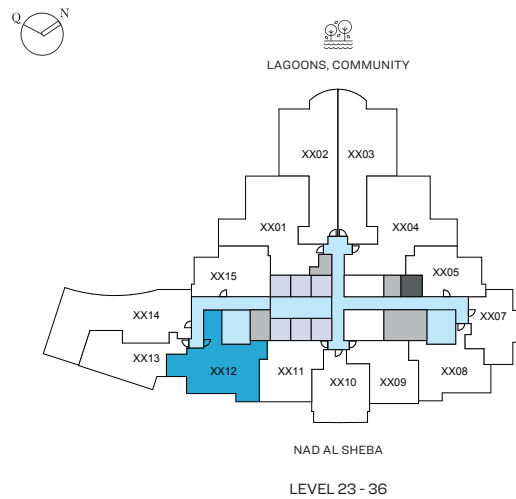 Q N
LAGOONS, COMMUNITY
XX02 XX03
XX01 XX04
XX15 XX05
XX14 XX07
XX13 XX12 XX11 XX10 XX09 XX08
NAD AL SHEBA
LEVEL 23 - 36